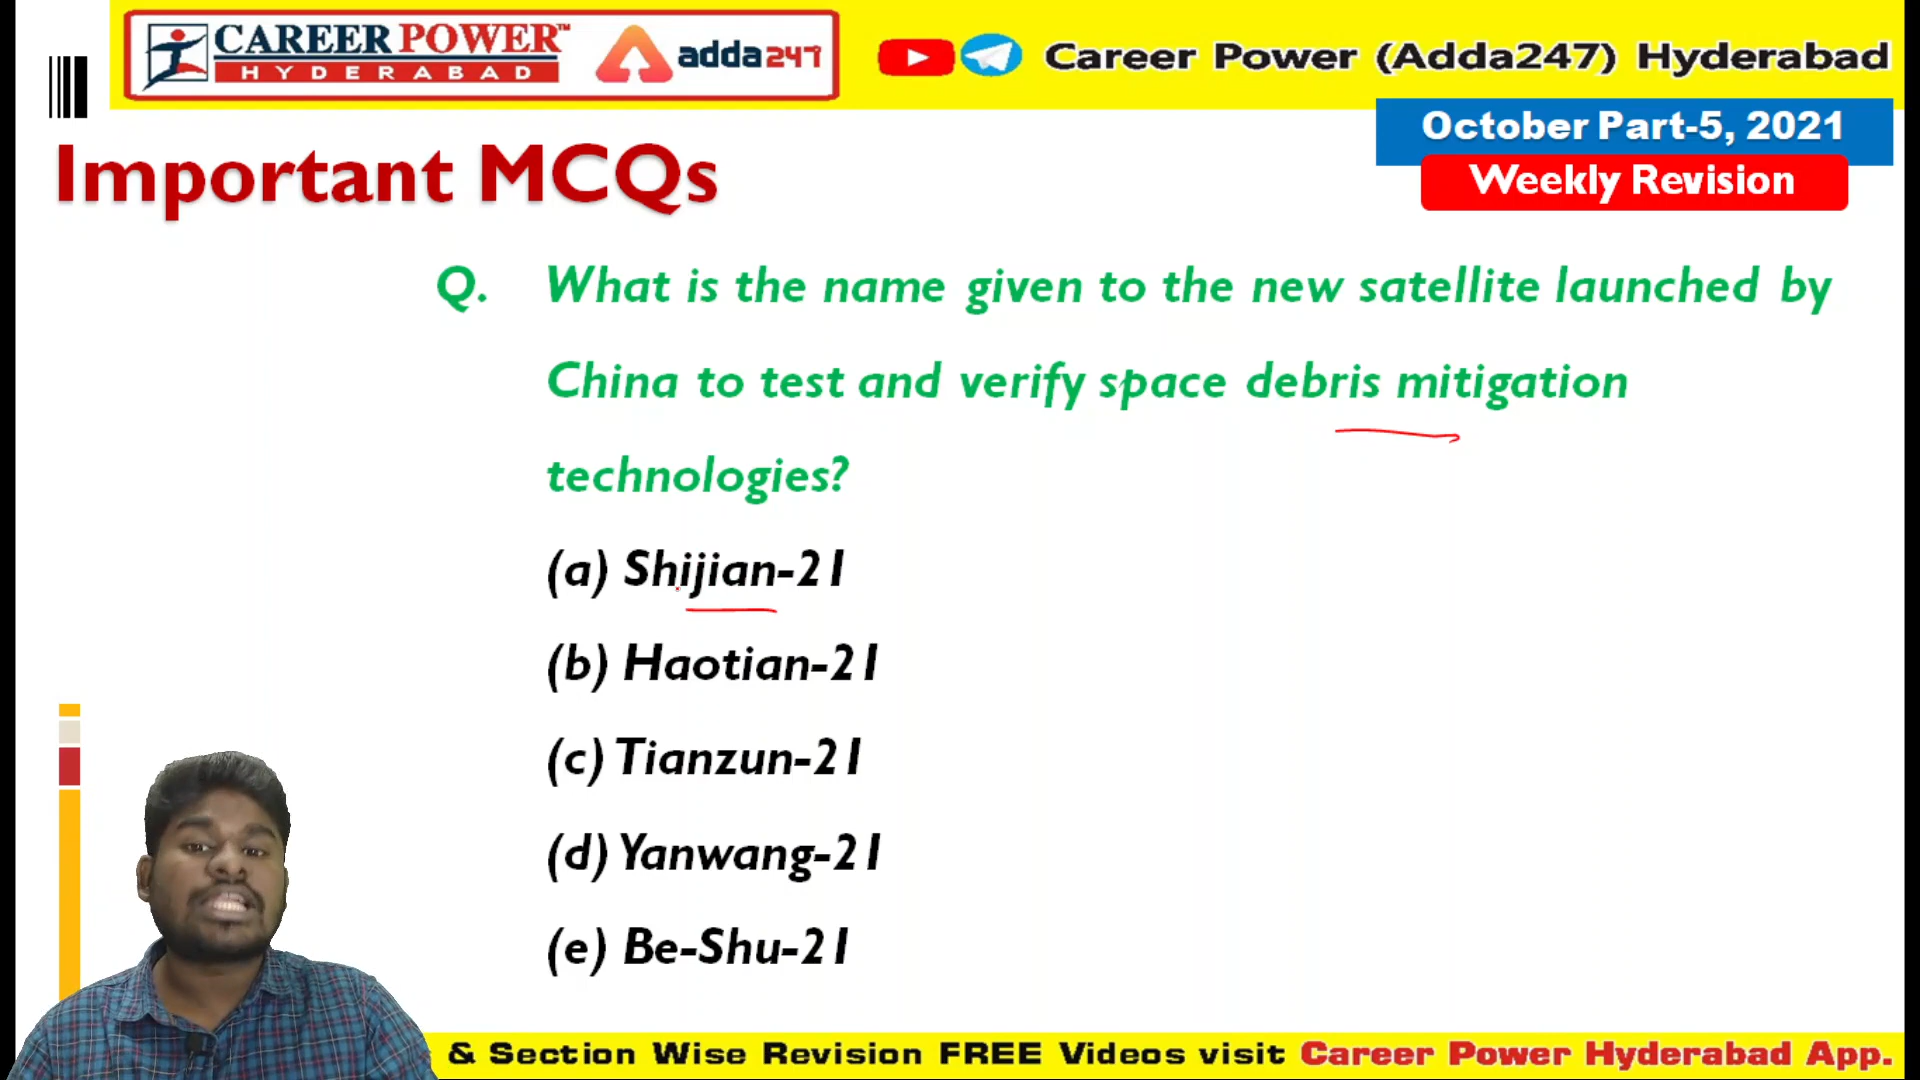 CAREER POWER™
HYDERABAD
adda247
Career Power (Adda247) Hyderabad
October Part-5, 2021
Weekly Revision
Important MCQs
Q. What is the name given to the new satellite launched by
China to test and verify space debris mitigation
technologies?
(a) Shijian-21
(b) Haotian-21
(c) Tianzun-21
(d) Yanwang-21
(e) Be-Shu-21
& Section Wise Revision FREE Videos visit Career Power Hyderabad App.